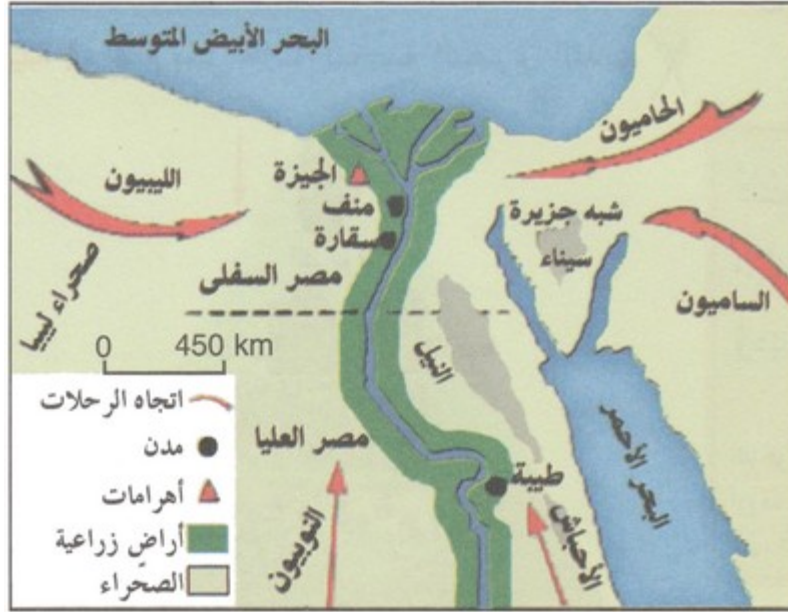 البحر الأبيض المتوسط
الحاميون
الليبيون
الجيزة
منف
سقارة
شبه جزيرة
سيناء
الساميون
صحراء ليبيا
مصر السفلى
0 450 km
النيل
البحر الأحمر
مصر العليا
طيبة
النوبيون
الأحباش
اتجاه الرحلات
مدن
أهرامات
أراضٍ زراعية
الصحراء